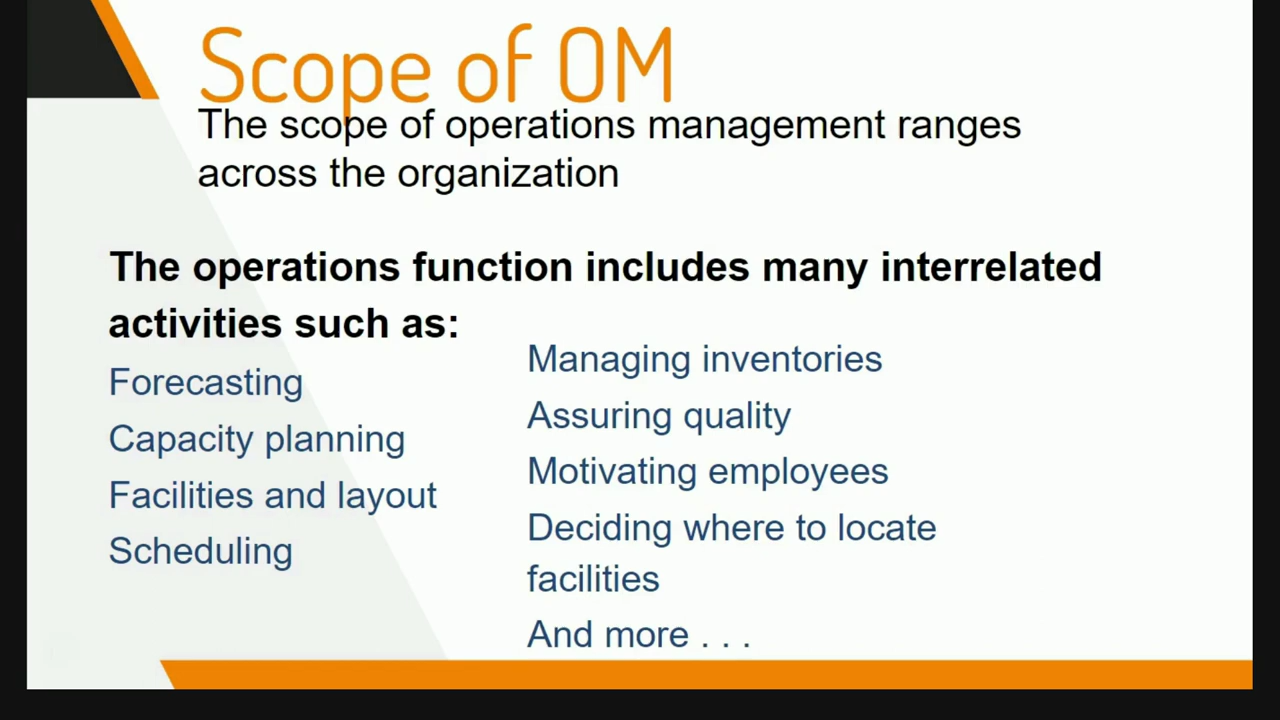 Scope of OM
The scope of operations management ranges
across the organization
The operations function includes many interrelated
activities such as:
Forecasting
Capacity planning
Facilities and layout
Scheduling
Managing inventories
Assuring quality
Motivating employees
Deciding where to locate
facilities
And more . . .